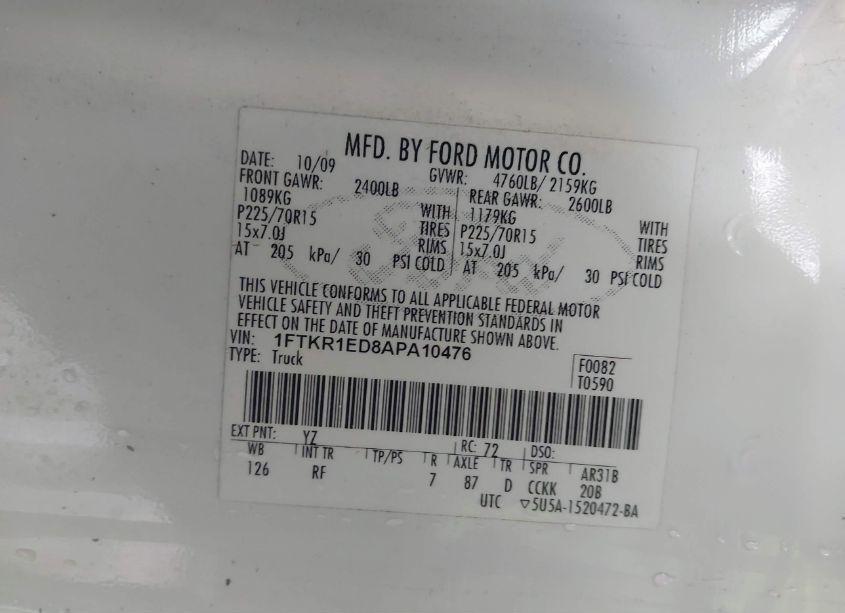 MFD. BY FORD MOTOR CO.
DATE: 10/09 GVWR: 4760LB/ 2159KG
FRONT GAWR: 2400LB REAR GAWR: 2600LB
1089KG WITH 1179KG WITH
P225/70R15 TIRES P225/70R15 TIRES
15x7.0J RIMS 15x7.0J RIMS
AT 205 kPa/ 30 PSI COLD AT 205 kPa/ 30 PSI COLD
THIS VEHICLE CONFORMS TO ALL APPLICABLE FEDERAL MOTOR
VEHICLE SAFETY AND THEFT PREVENTION STANDARDS IN
EFFECT ON THE DATE OF MANUFACTURE SHOWN ABOVE.
VIN: 1FTKR1ED8APA10476
TYPE: Truck
F0082
T0590
EXT PNT: YZ RC: 72 DSO:
WB INT TR TP/PS R AXLE TR SPR AR31B
126 RF 7 87 D CCKK 20B
UTC ▽5U5A-1520472-BA